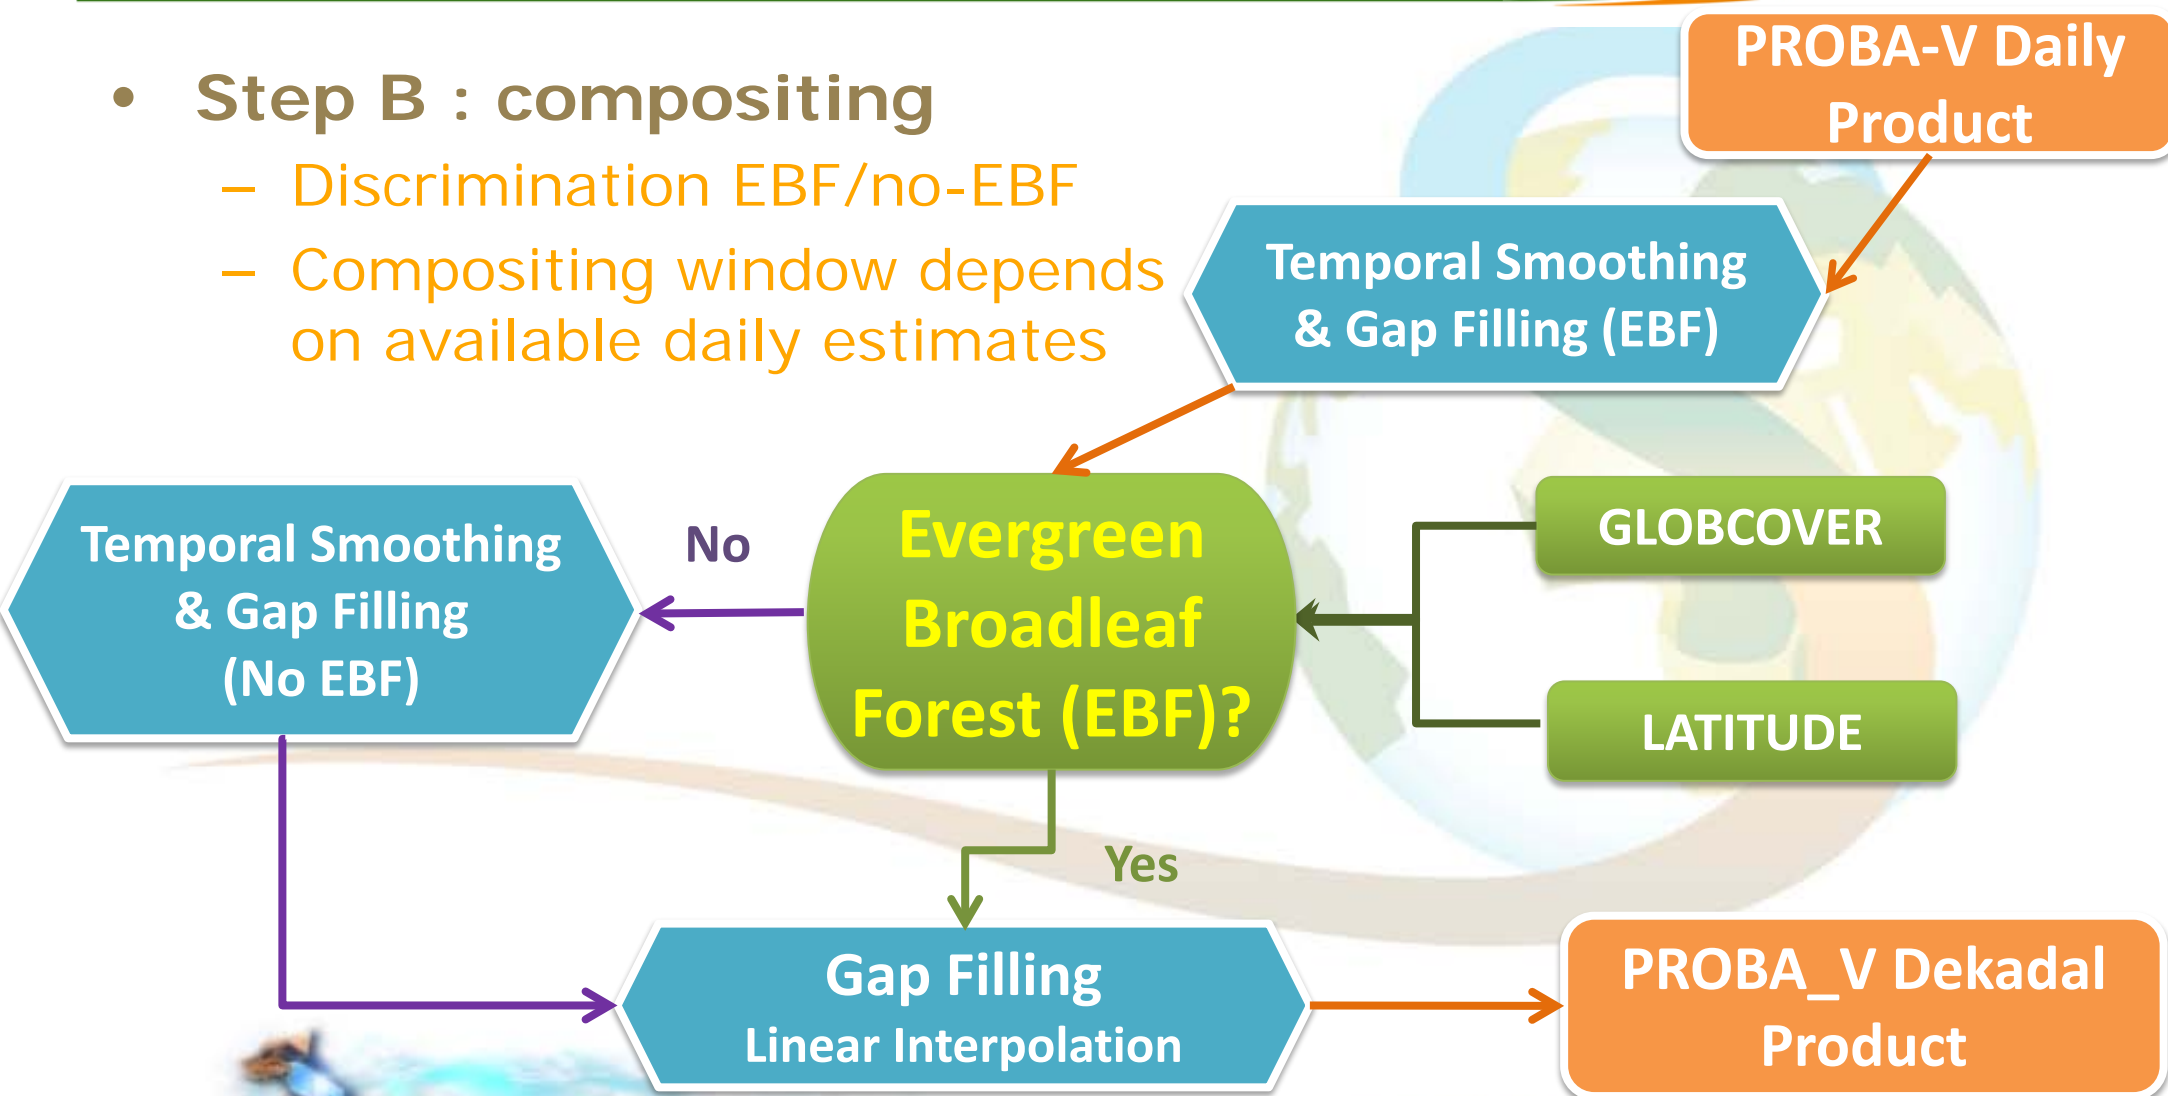 PROBA-V Daily
Product
• Step B : compositing
– Discrimination EBF/no-EBF
– Compositing window depends
on available daily estimates
Temporal Smoothing
& Gap Filling (EBF)
Temporal Smoothing
& Gap Filling
(No EBF)
No
Evergreen
Broadleaf
Forest (EBF)?
GLOBCOVER
LATITUDE
Yes
Gap Filling
Linear Interpolation
PROBA_V Dekadal
Product